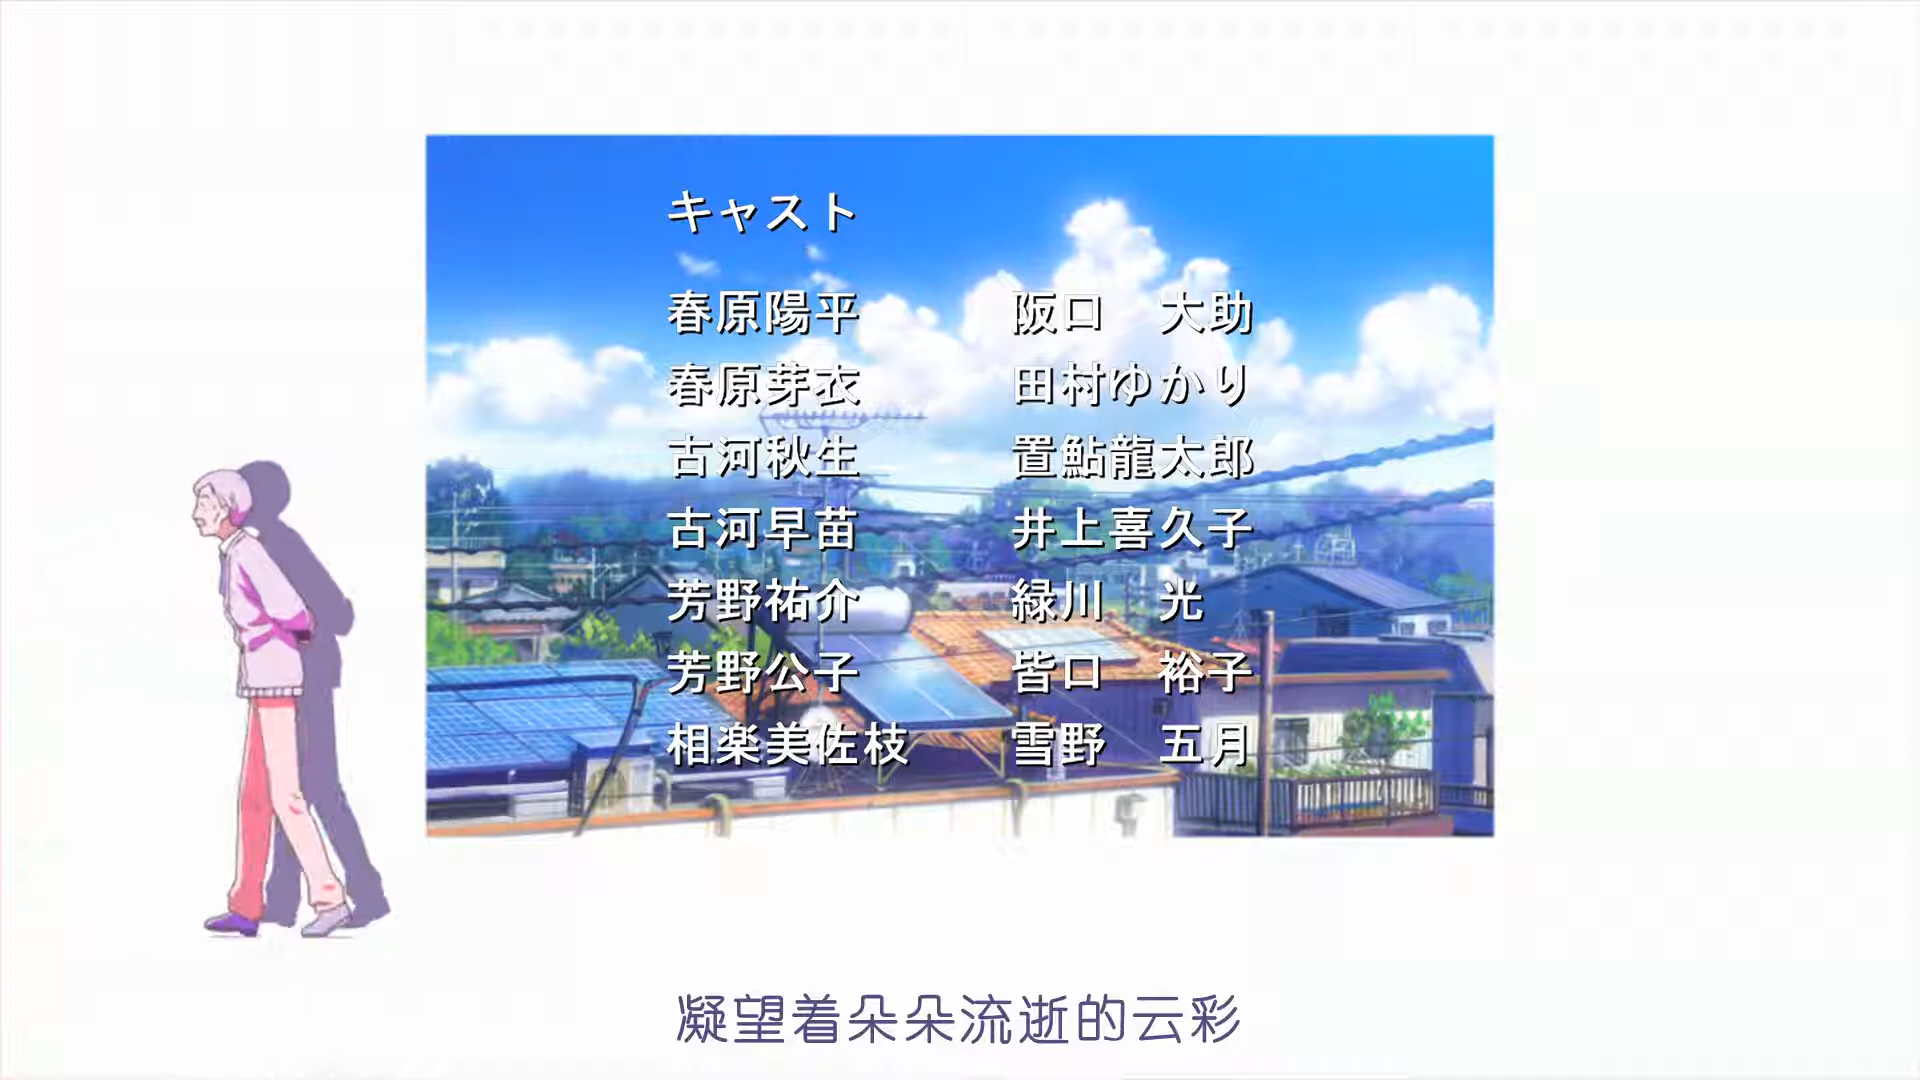 キャスト
春原陽平 阪口 大助
春原芽衣 田村ゆかり
古河秋生 置鮎龍太郎
古河早苗 井上喜久子
芳野祐介 緑川 光
芳野公子 皆口 裕子
相楽美佐枝 雪野 五月
凝望着朵朵流逝的云彩